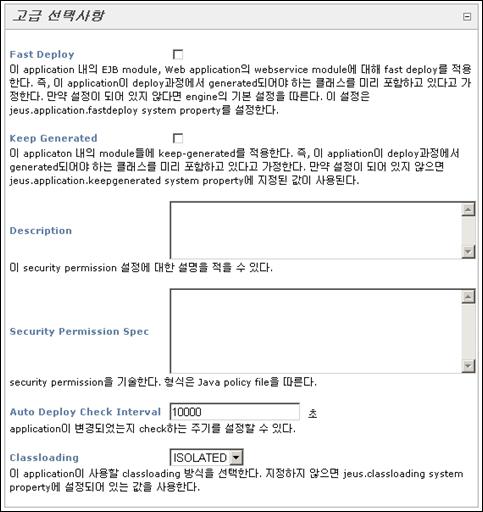 고급 선택사항
Fast Deploy
이 application 내의 EJB module, Web application의 webservice module에 대해 fast deploy를 적용
한다. 즉, 이 application이 deploy과정에서 generated되어야 하는 클래스를 미리 포함하고 있다고 가
정한다. 만약 설정이 되어 있지 않다면 engine의 기본 설정을 따른다. 이 설정은
jeus.application.fastdeploy system property를 설정한다.
Keep Generated
이 applicaton 내의 module들에 keep-generated를 적용한다. 즉, 이 appliation이 deploy과정에서
generated되어야 하는 클래스를 미리 포함하고 있다고 가정한다. 만약 설정이 되어 있지 않으면
jeus.application.keepgenerated system property에 지정된 값이 사용된다.
Description
이 security permission 설정에 대한 설명을 적을 수 있다.
Security Permission Spec
security permission을 기술한다. 형식은 Java policy file을 따른다.
Auto Deploy Check Interval 10000 초
application이 변경되었는지 check하는 주기를 설정할 수 있다.
Classloading ISOLATED
이 application이 사용할 classloading 방식을 선택한다. 지정하지 않으면 jeus.classloading system
property에 설정되어 있는 값을 사용한다.